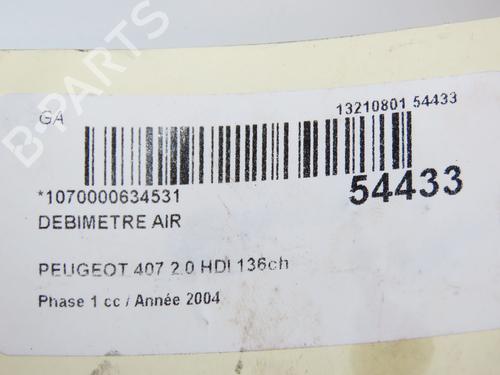 B-PARTS
GA
13210801 54433
*1070000634531
54433
DEBIMETRE AIR
PEUGEOT 407 2.0 HDI 136ch
Phase 1 cc / Année 2004